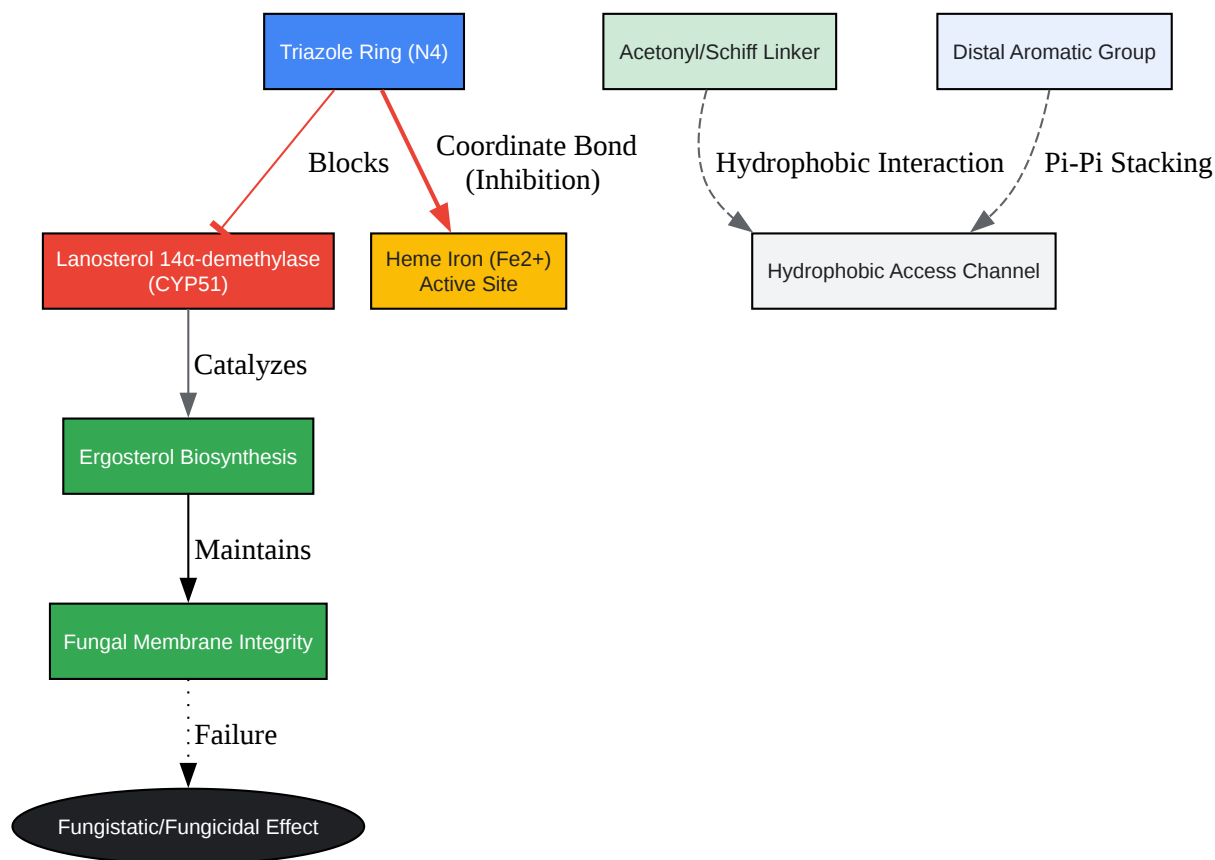 Triazole Ring (N4)
Acetonyl/Schiff Linker
Distal Aromatic Group
Blocks
Coordinate Bond
(Inhibition)
Hydrophobic Interaction
Pi-Pi Stacking
Lanosterol 14α-demethylase
(CYP51)
Heme Iron (Fe2+)
Active Site
Hydrophobic Access Channel
Catalyzes
Ergosterol Biosynthesis
Maintains
Fungal Membrane Integrity
Failure
Fungistatic/Fungicidal Effect